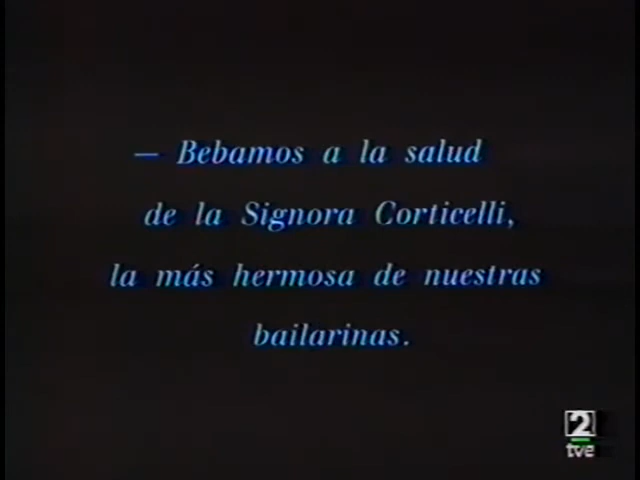 — Bebamos a la salud
de la Signora Corticelli,
la más hermosa de nuestras
bailarinas.
2
tve